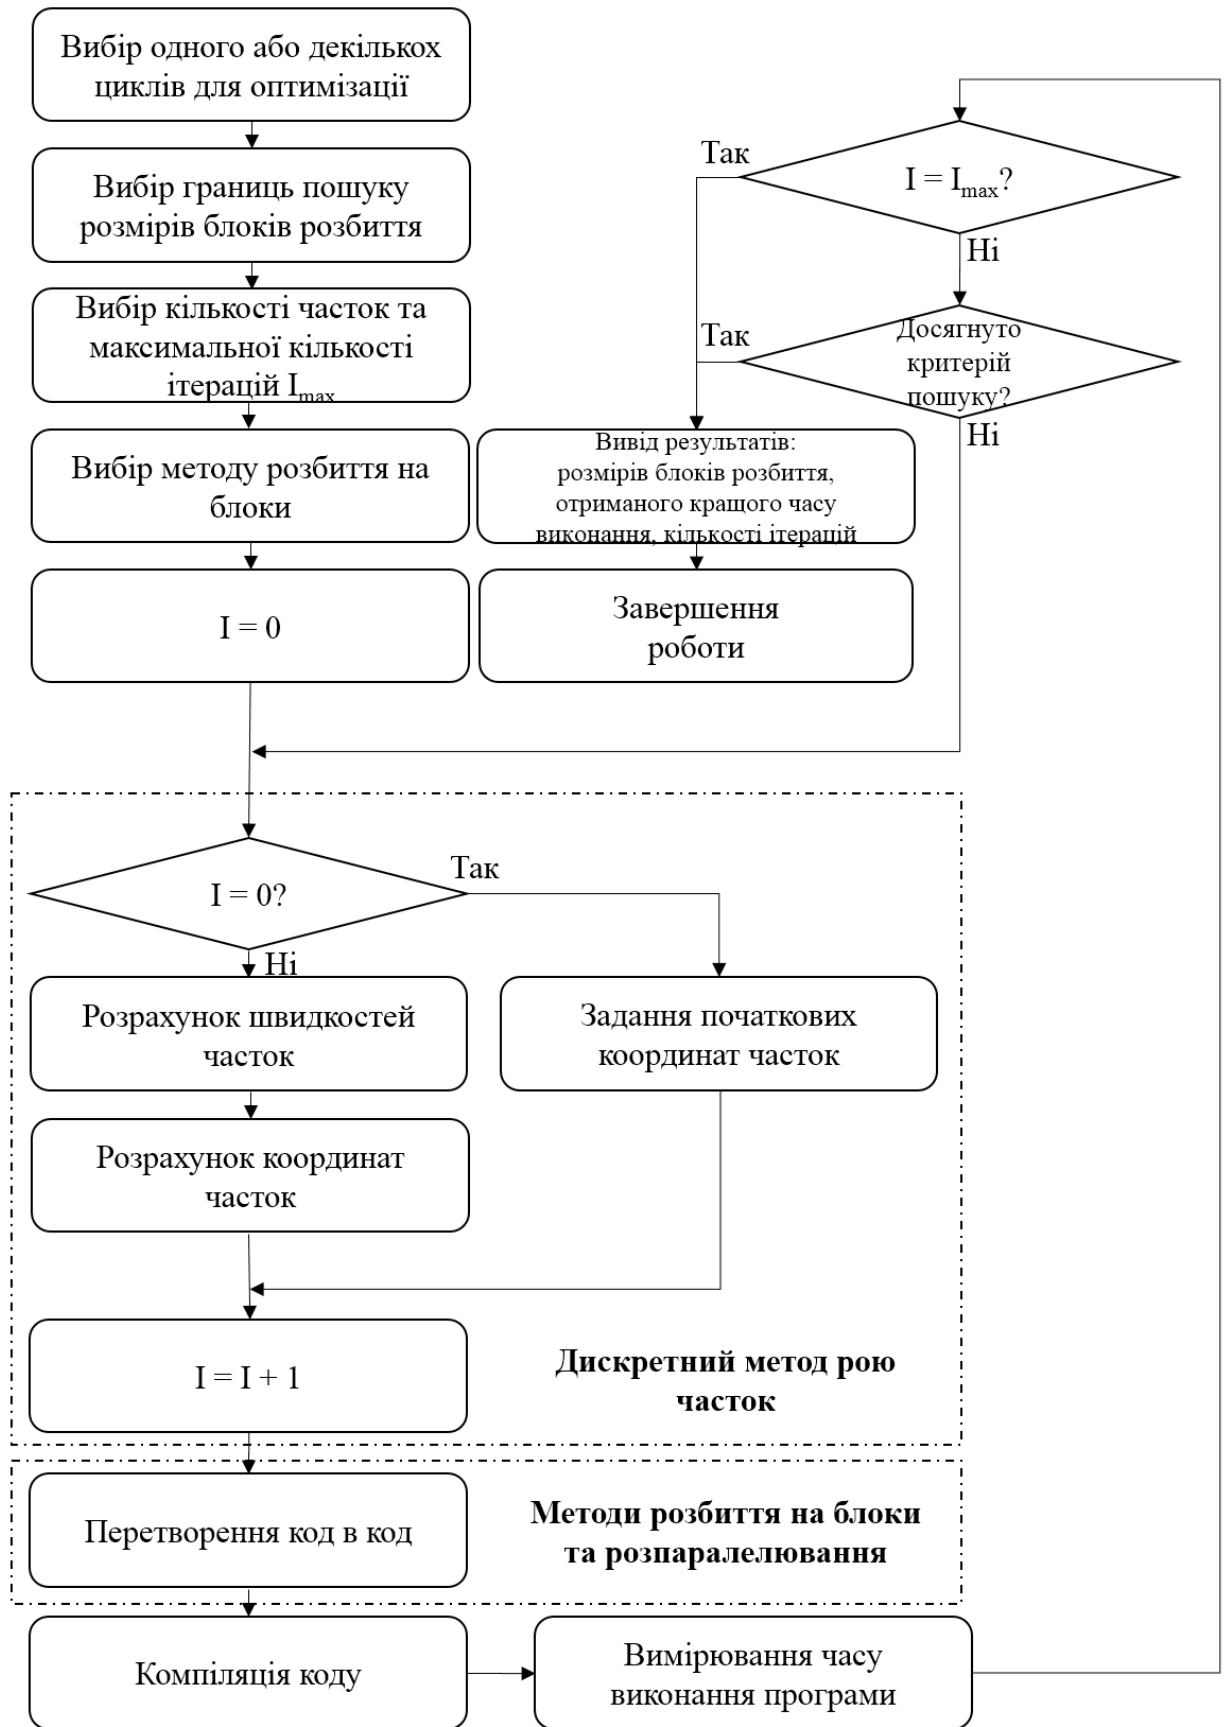 Вибір одного або декількох
циклів для оптимізації
Вибір границь пошуку
розмірів блоків розбиття
Вибір кількості часток та
максимальної кількості
ітерацій Imax
Вибір методу розбиття на
блоки
I = 0
Так
I = Imax?
Ні
Так
Досягнуто
критерій
пошуку?
Ні
Вивід результатів:
розмірів блоків розбиття,
отриманого кращого часу
виконання, кількості ітерацій
Завершення
роботи
I = 0?
Так
Ні
Розрахунок швидкостей
часток
Задання початкових
координат часток
Розрахунок координат
часток
I = I + 1
Дискретний метод рою
часток
Перетворення код в код
Методи розбиття на блоки
та розпаралелювання
Компіляція коду
Вимірювання часу
виконання програми